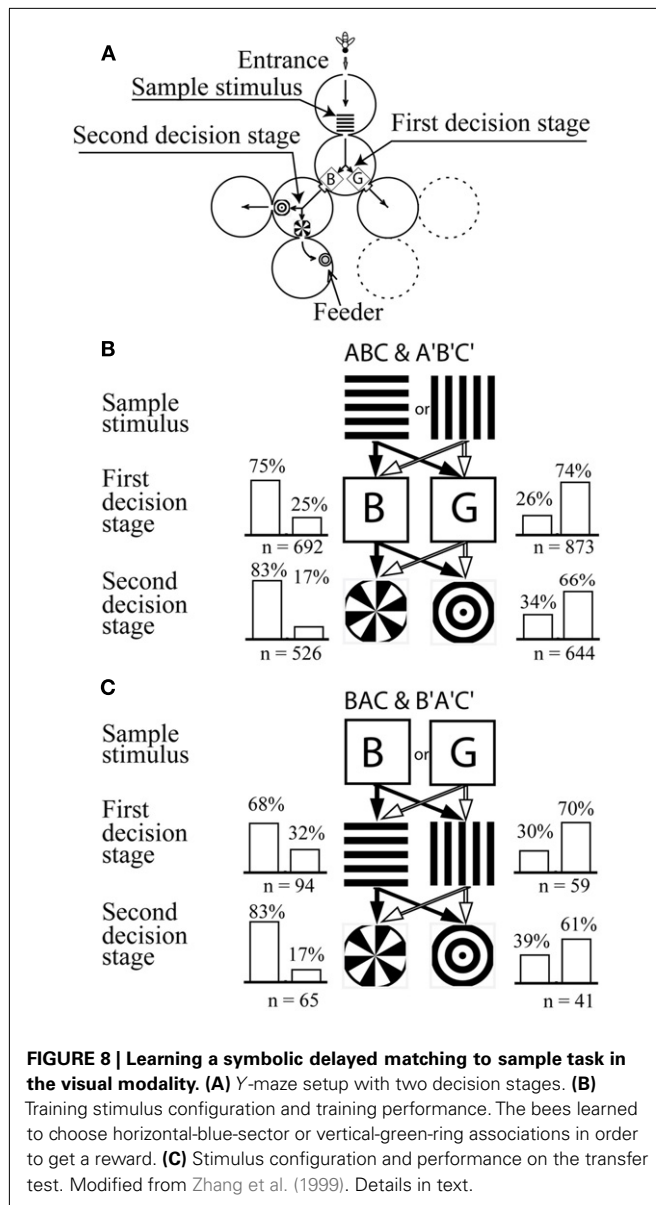 A
Entrance
Sample stimulus
Second decision stage
First decision stage
B G
Feeder
B
ABC & A'B'C'
Sample
stimulus
or
First
decision
stage
75%
25%
n = 692
B G
26%
74%
n = 873
Second
decision
stage
83%
17%
n = 526
34%
66%
n = 644
C
BAC & B'A'C'
Sample
stimulus
B or G
First
decision
stage
68%
32%
n = 94
30%
70%
n = 59
Second
decision
stage
83%
17%
n = 65
39%
61%
n = 41
FIGURE 8 | Learning a symbolic delayed matching to sample task in
the visual modality. (A) Y-maze setup with two decision stages. (B)
Training stimulus configuration and training performance. The bees learned
to choose horizontal-blue-sector or vertical-green-ring associations in order
to get a reward. (C) Stimulus configuration and performance on the transfer
test. Modified from Zhang et al. (1999). Details in text.